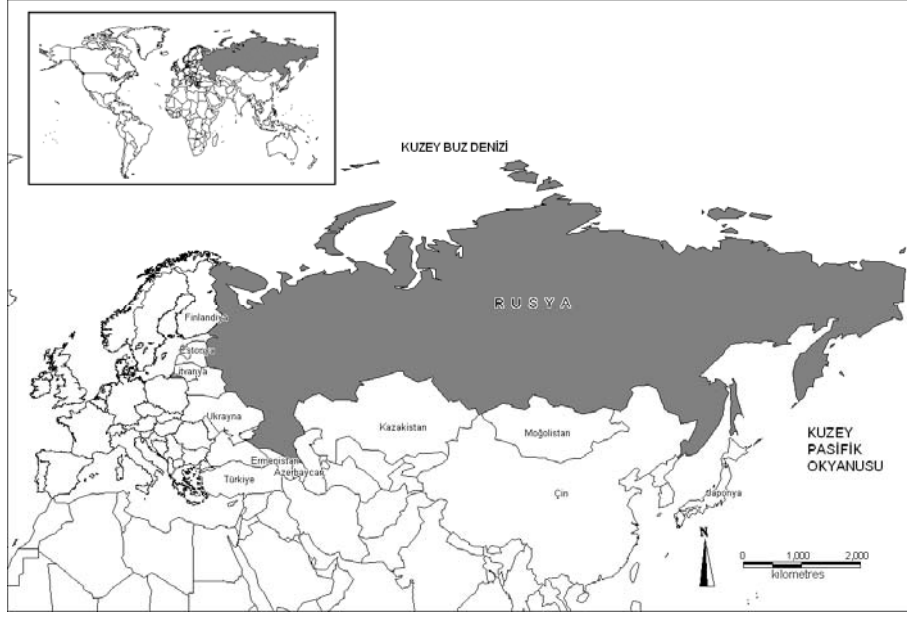 KUZEY BUZ DENİZİ
R U S Y A
Finlandiya
Estonya
Litvanya
Ukrayna
Kazakistan
Moğolistan
KUZEY
PASİFİK
OKYANUSU
Ermenistan
Azerbaycan
Türkiye
Çin
Japonya
N
0 1,000 2,000
kilometres